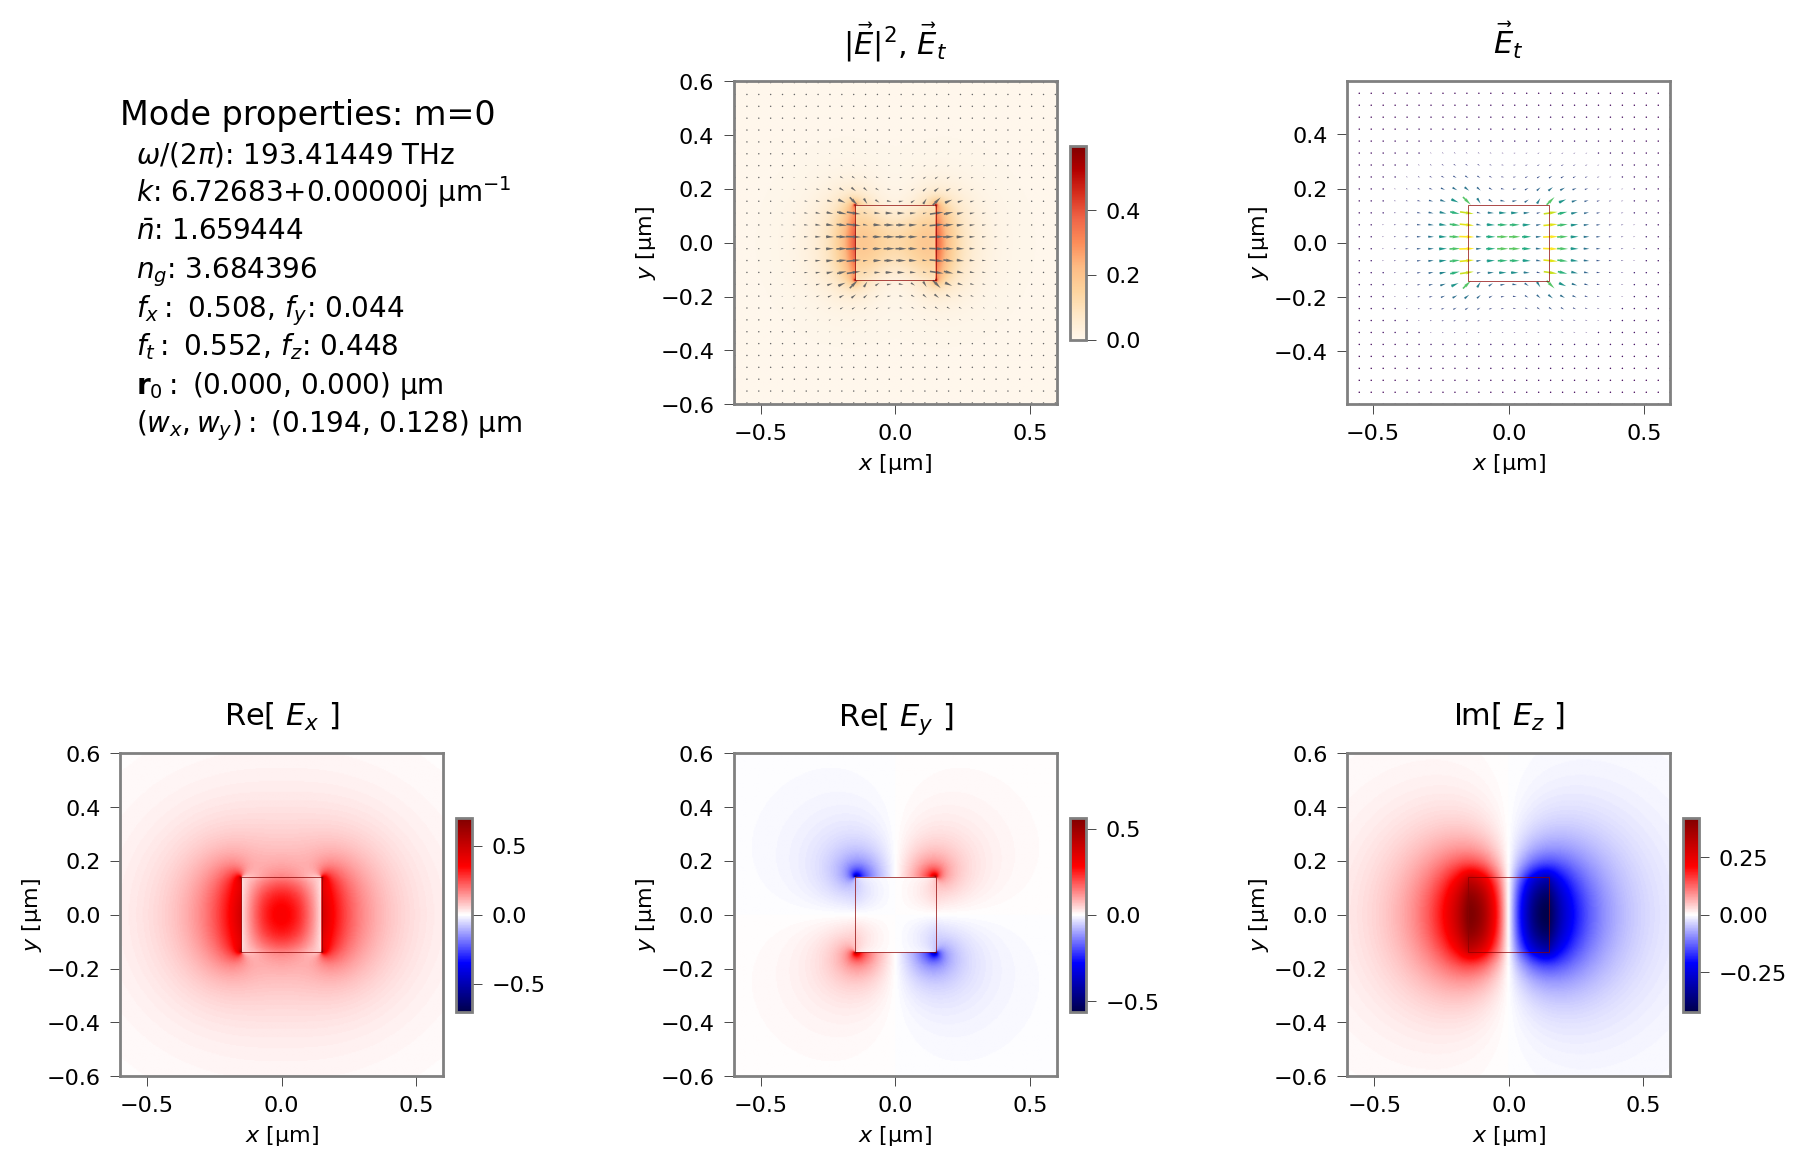 Mode properties: m=0
ω/(2π): 193.41449 THz
k: 6.72683+0.00000j μm⁻¹
n̄: 1.659444
n_g: 3.684396
f_x : 0.508, f_y: 0.044
f_t : 0.552, f_z: 0.448
r₀ : (0.000, 0.000) μm
(w_x, w_y) : (0.194, 0.128) μm
|E⃗|², E⃗_t
0.6
0.4
0.2
0.0
−0.2
−0.4
−0.6
y [μm]
−0.5 0.0 0.5
x [μm]
0.4
0.2
0.0
E⃗_t
0.4
0.2
0.0
−0.2
−0.4
y [μm]
−0.5 0.0 0.5
x [μm]
Re[ E_x ]
0.6
0.4
0.2
0.0
−0.2
−0.4
−0.6
y [μm]
−0.5 0.0 0.5
x [μm]
0.5
0.0
−0.5
Re[ E_y ]
0.6
0.4
0.2
0.0
−0.2
−0.4
−0.6
y [μm]
−0.5 0.0 0.5
x [μm]
0.5
0.0
−0.5
Im[ E_z ]
0.6
0.4
0.2
0.0
−0.2
−0.4
−0.6
y [μm]
−0.5 0.0 0.5
x [μm]
0.25
0.00
−0.25